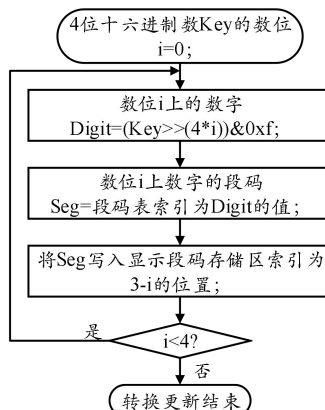 4位十六进制数Key的数位
i=0;
数位i上的数字
Digit=(Key>>(4*i))&0xf;
数位i上数字的段码
Seg=段码表索引为Digit的值;
将Seg写入显示段码存储区索引为
3-i的位置;
是
i<4?
否
转换更新结束